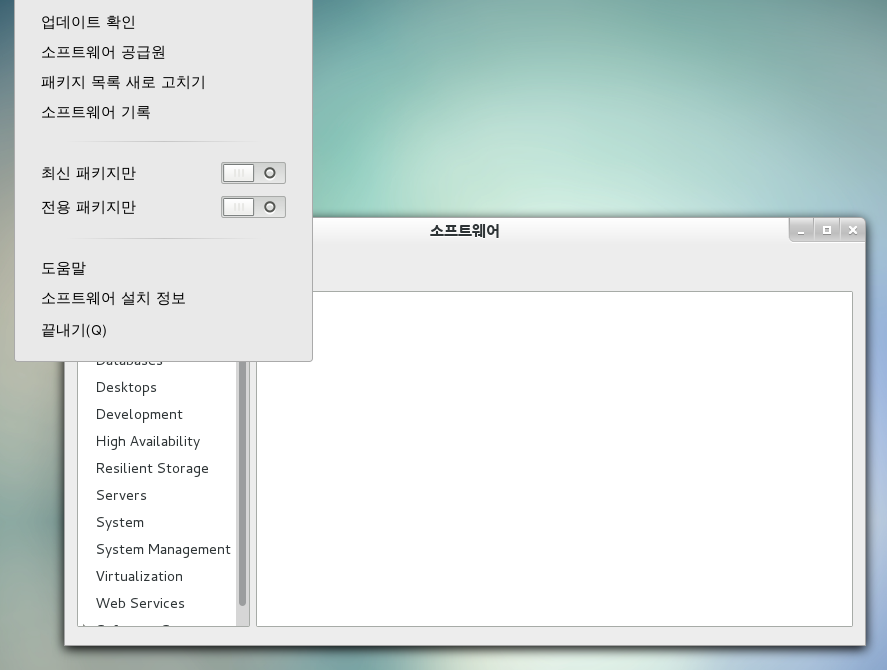 업데이트 확인
소프트웨어 공급원
패키지 목록 새로 고치기
소프트웨어 기록
최신 패키지만
전용 패키지만
도움말
소프트웨어 설치 정보
끝내기(Q)
소프트웨어
Databases
Desktops
Development
High Availability
Resilient Storage
Servers
System
System Management
Virtualization
Web Services